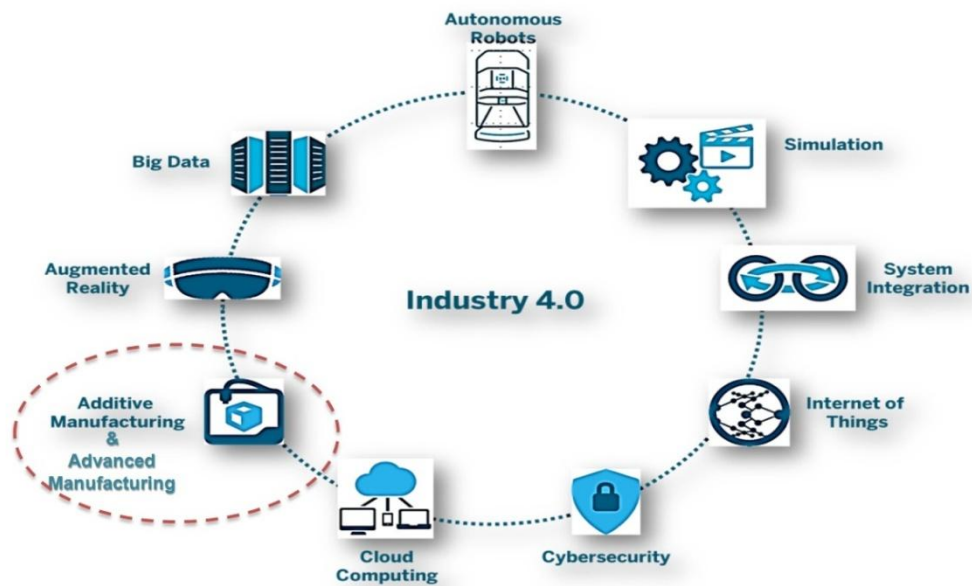 Autonomous
Robots
Simulation
Big Data
Augmented
Reality
System
Integration
Industry 4.0
Additive
Manufacturing
&
Advanced
Manufacturing
Internet of
Things
Cloud
Computing
Cybersecurity